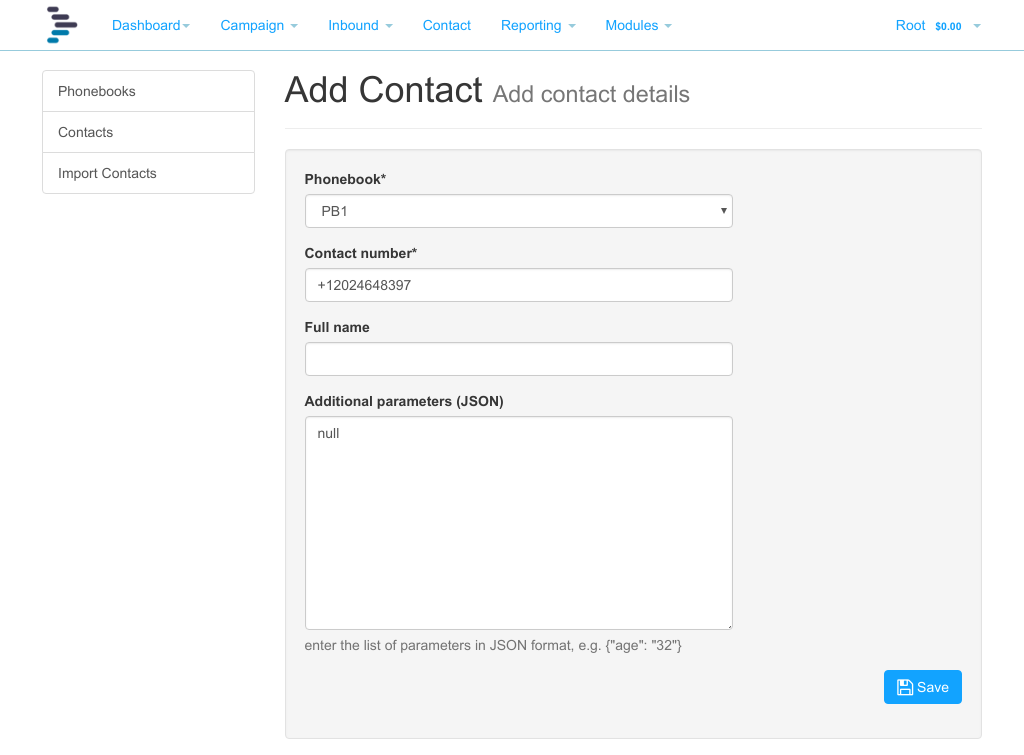 Dashboard Campaign Inbound Contact Reporting Modules Root $0.00
Phonebooks
Contacts
Import Contacts
Add Contact Add contact details
Phonebook*
PB1
Contact number*
+12024648397
Full name
Additional parameters (JSON)
null
enter the list of parameters in JSON format, e.g. {"age": "32"}
Save